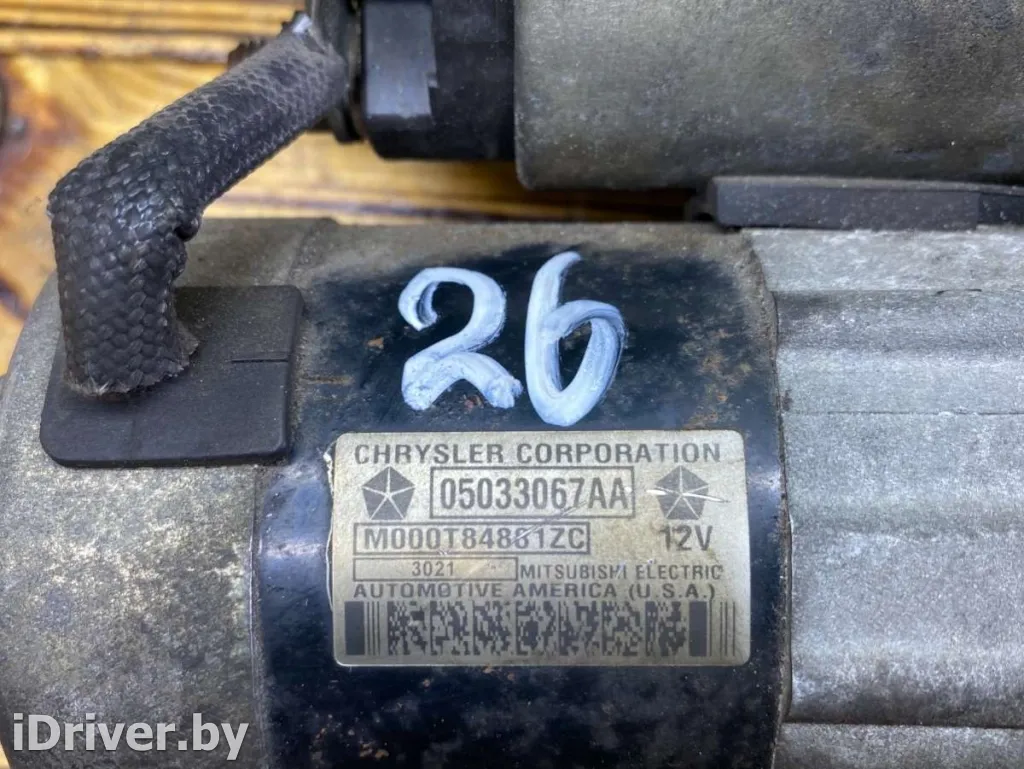 26
CHRYSLER CORPORATION
05033067AA
M000T84881ZC 12V
3021 MITSUBISHI ELECTRIC
AUTOMOTIVE AMERICA (U.S.A.)
iDriver.by